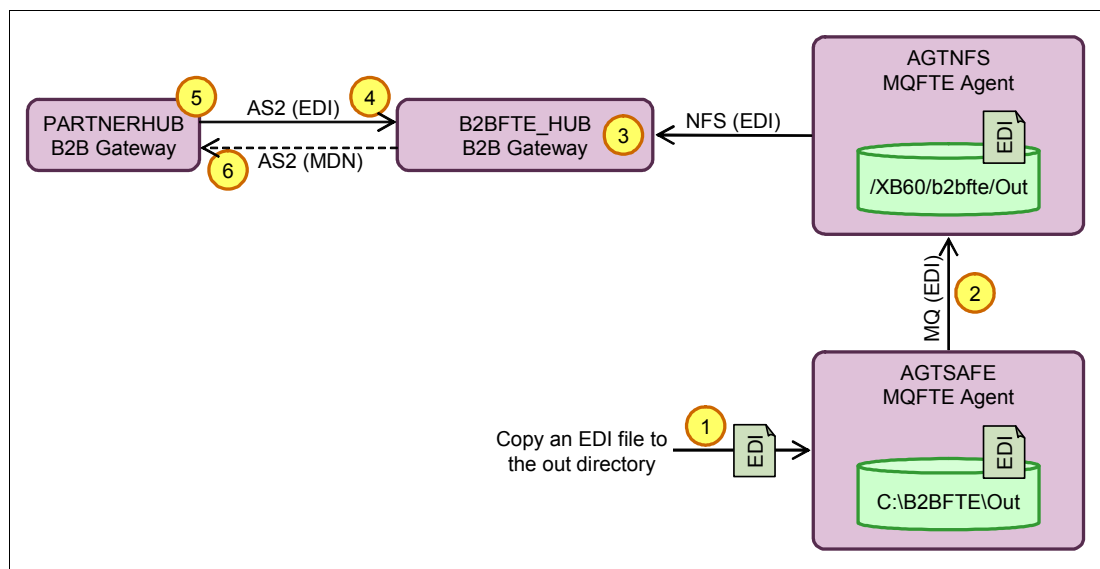 AGTNFS
MQFTE Agent
EDI
/XB60/b2bfte/Out
5
AS2 (EDI)
4
PARTNERHUB
B2B Gateway
B2BFTE_HUB
B2B Gateway
3
NFS (EDI)
6
AS2 (MDN)
MQ (EDI)
2
AGTSAFE
MQFTE Agent
1
Copy an EDI file to
the out directory
EDI
EDI
C:\B2BFTE\Out